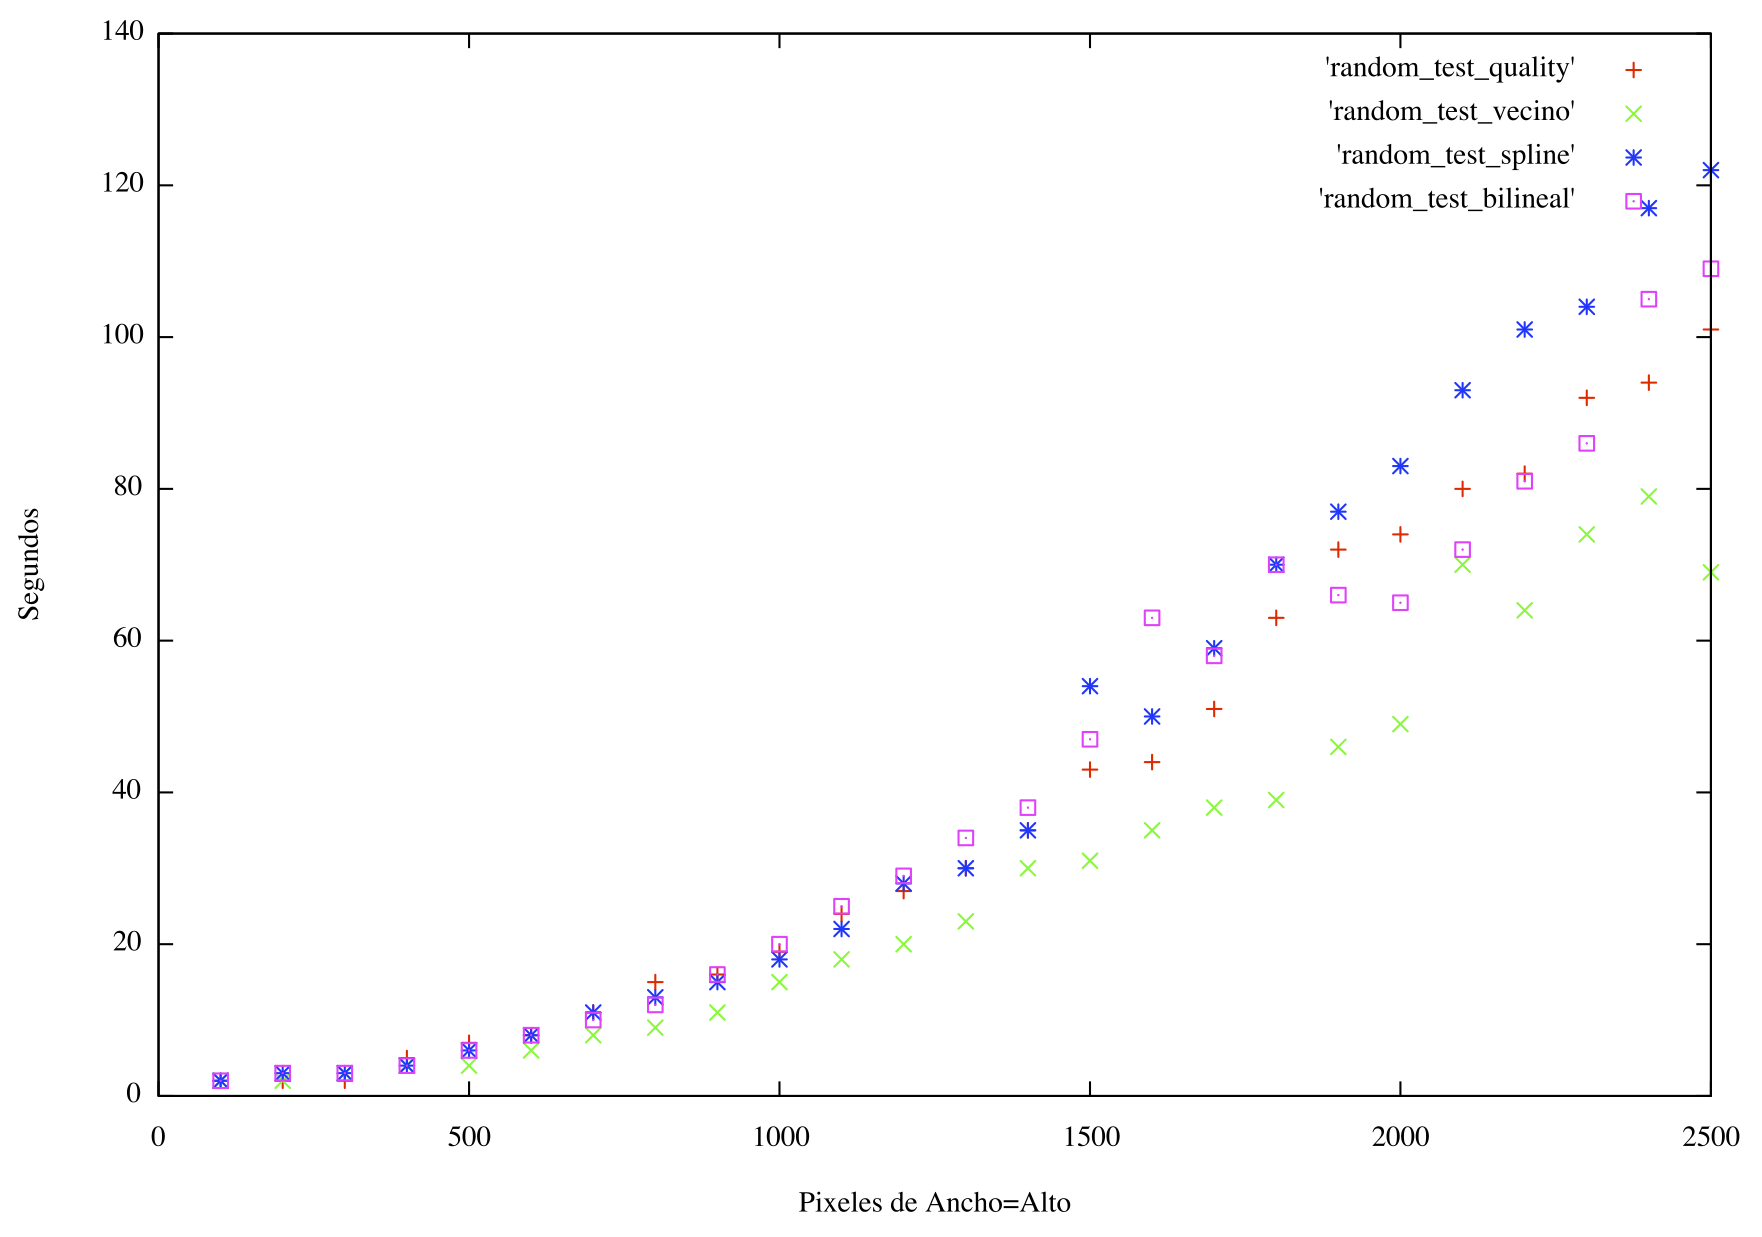 140
120
100
80
60
40
20
0
Segundos
'random_test_quality'
'random_test_vecino'
'random_test_spline'
'random_test_bilineal'
0 500 1000 1500 2000 2500
Pixeles de Ancho=Alto